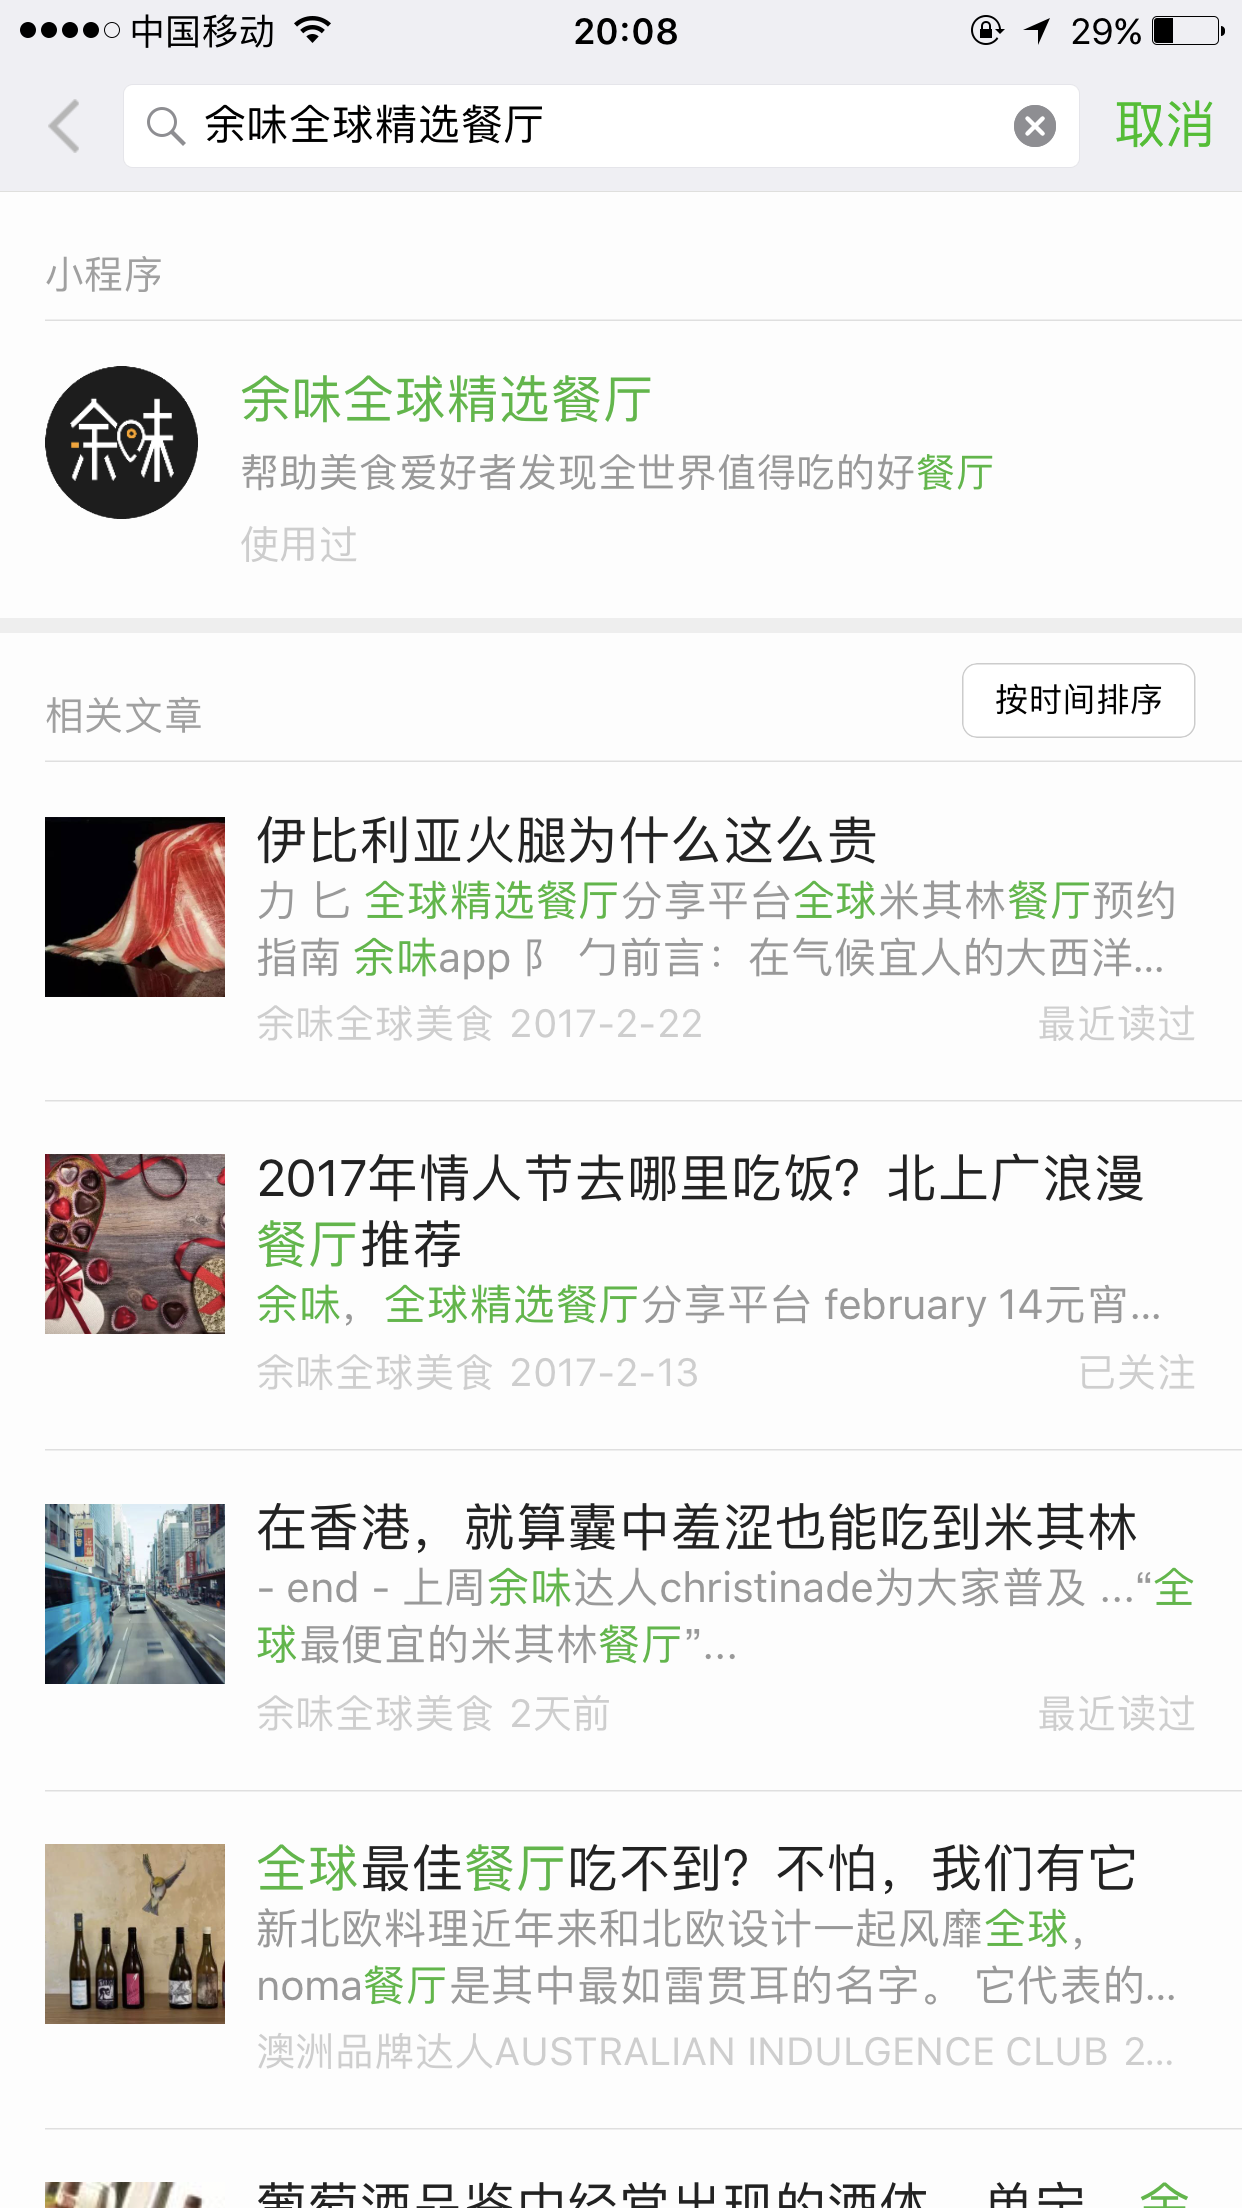 中国移动
20:08
29%
余味全球精选餐厅
取消
小程序
余味
余味全球精选餐厅
帮助美食爱好者发现全世界值得吃的好餐厅
使用过
相关文章
按时间排序
伊比利亚火腿为什么这么贵
力 匕 全球精选餐厅分享平台全球米其林餐厅预约
指南 余味app 阝 勹前言：在气候宜人的大西洋...
余味全球美食 2017-2-22
最近读过
2017年情人节去哪里吃饭？北上广浪漫
餐厅推荐
余味，全球精选餐厅分享平台 february 14元宵...
余味全球美食 2017-2-13
已关注
在香港，就算囊中羞涩也能吃到米其林
- end - 上周余味达人christinade为大家普及 ...“全
球最便宜的米其林餐厅”...
余味全球美食 2天前
最近读过
全球最佳餐厅吃不到？不怕，我们有它
新北欧料理近年来和北欧设计一起风靡全球，
noma餐厅是其中最如雷贯耳的名字。 它代表的...
澳洲品牌达人AUSTRALIAN INDULGENCE CLUB 2...
葡萄酒品鉴中经常出现的酒体、单宁、余